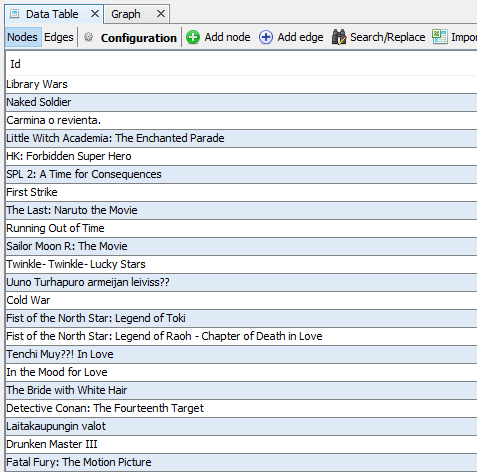 Data Table
Graph
Nodes Edges Configuration Add node Add edge Search/Replace Impor
Id
Library Wars
Naked Soldier
Carmina o revienta.
Little Witch Academia: The Enchanted Parade
HK: Forbidden Super Hero
SPL 2: A Time for Consequences
First Strike
The Last: Naruto the Movie
Running Out of Time
Sailor Moon R: The Movie
Twinkle- Twinkle- Lucky Stars
Uuno Turhapuro armeijan leiviss??
Cold War
Fist of the North Star: Legend of Toki
Fist of the North Star: Legend of Raoh - Chapter of Death in Love
Tenchi Muy??! In Love
In the Mood for Love
The Bride with White Hair
Detective Conan: The Fourteenth Target
Laitakaupungin valot
Drunken Master III
Fatal Fury: The Motion Picture